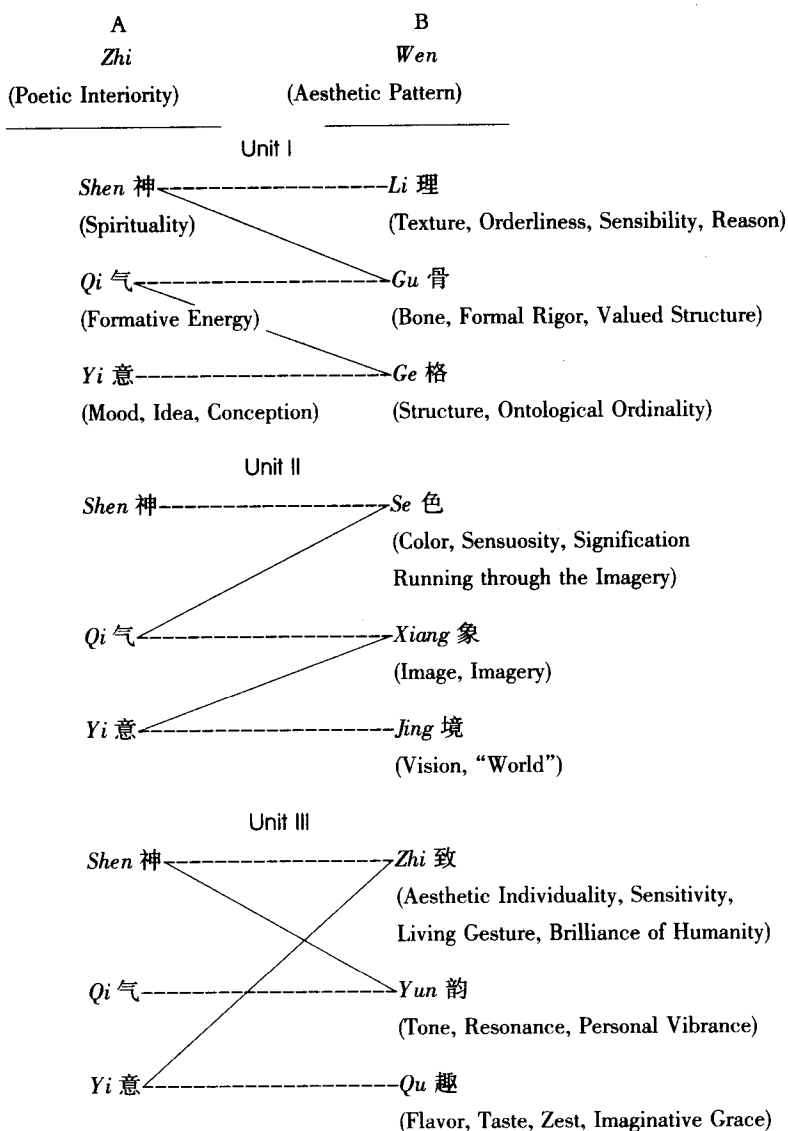 A B
Zhi Wen
(Poetic Interiority) (Aesthetic Pattern)
Unit I
Shen 神 Li 理
(Spirituality) (Texture, Orderliness, Sensibility, Reason)
Qi 气 Gu 骨
(Formative Energy) (Bone, Formal Rigor, Valued Structure)
Yi 意 Ge 格
(Mood, Idea, Conception) (Structure, Ontological Ordinality)
Unit II
Shen 神 Se 色
(Color, Sensuosity, Signification
Running through the Imagery)
Qi 气 Xiang 象
(Image, Imagery)
Yi 意 Jing 境
(Vision, “World”)
Unit III
Shen 神 Zhi 致
(Aesthetic Individuality, Sensitivity,
Living Gesture, Brilliance of Humanity)
Qi 气 Yun 韵
(Tone, Resonance, Personal Vibrance)
Yi 意 Qu 趣
(Flavor, Taste, Zest, Imaginative Grace)